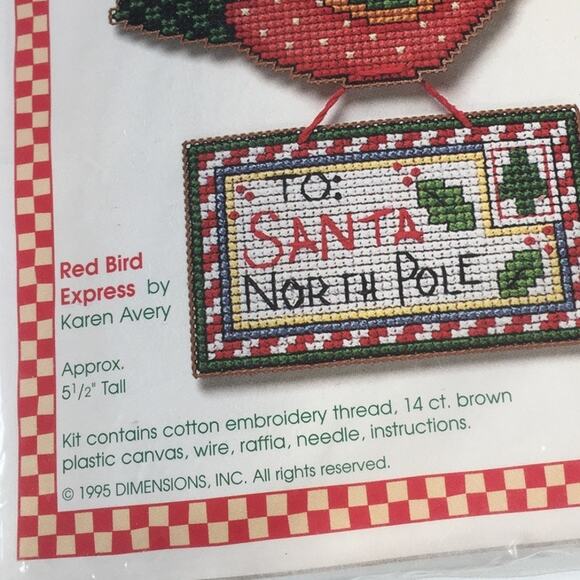 TO:
SANTA
NORTH POLE
Red Bird
Express by
Karen Avery
Approx.
5 1/2" Tall
Kit contains cotton embroidery thread, 14 ct. brown
plastic canvas, wire, raffia, needle, instructions.
© 1995 DIMENSIONS, INC. All rights reserved.